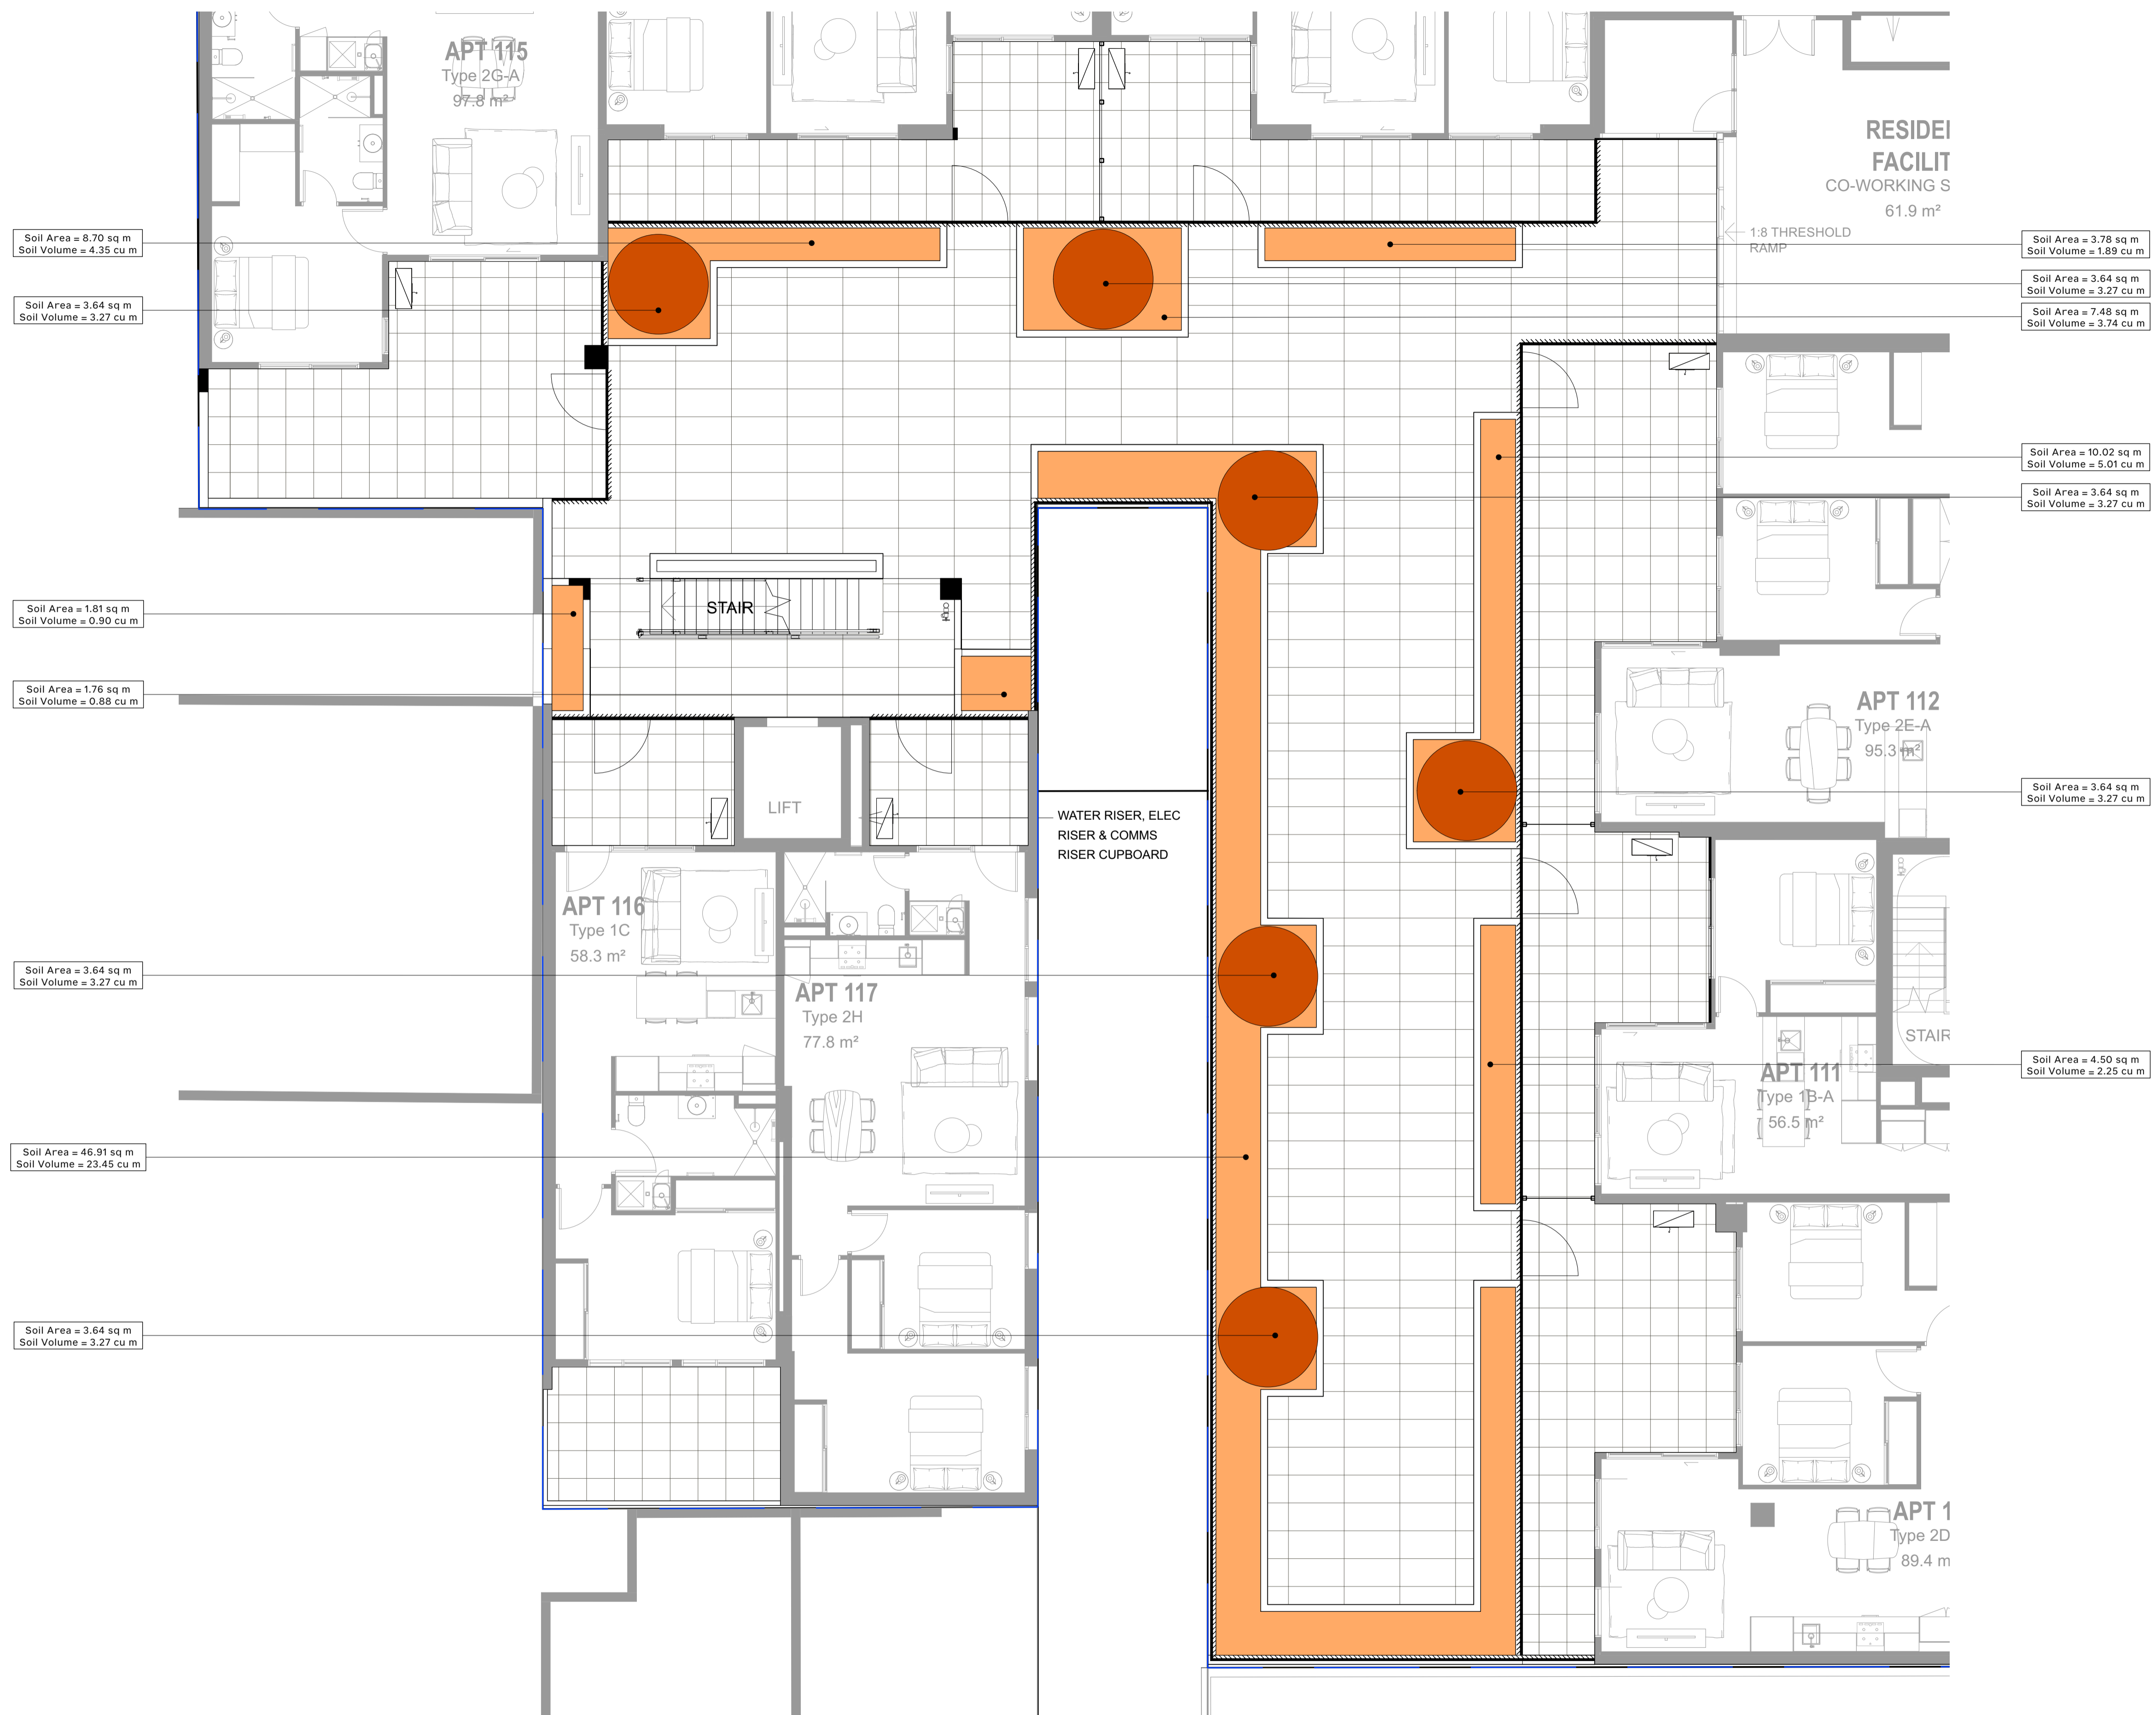 APT 115
Type 2G-A
97.8 m²
RESIDEI
FACILIT
CO-WORKING S
61.9 m²
1:8 THRESHOLD
RAMP
Soil Area = 8.70 sq m
Soil Volume = 4.35 cu m
Soil Area = 3.78 sq m
Soil Volume = 1.89 cu m
Soil Area = 3.64 sq m
Soil Volume = 3.27 cu m
Soil Area = 3.64 sq m
Soil Volume = 3.27 cu m
Soil Area = 7.48 sq m
Soil Volume = 3.74 cu m
Soil Area = 10.02 sq m
Soil Volume = 5.01 cu m
Soil Area = 3.64 sq m
Soil Volume = 3.27 cu m
STAIR
Soil Area = 1.81 sq m
Soil Volume = 0.90 cu m
Soil Area = 1.76 sq m
Soil Volume = 0.88 cu m
APT 112
Type 2E-A
95.3 m²
LIFT
WATER RISER, ELEC
RISER & COMMS
RISER CUPBOARD
Soil Area = 3.64 sq m
Soil Volume = 3.27 cu m
APT 116
Type 1C
58.3 m²
Soil Area = 3.64 sq m
Soil Volume = 3.27 cu m
APT 117
Type 2H
77.8 m²
STAIR
APT 111
Type 1B-A
56.5 m²
Soil Area = 4.50 sq m
Soil Volume = 2.25 cu m
Soil Area = 46.91 sq m
Soil Volume = 23.45 cu m
Soil Area = 3.64 sq m
Soil Volume = 3.27 cu m
APT 1
Type 2D
89.4 m